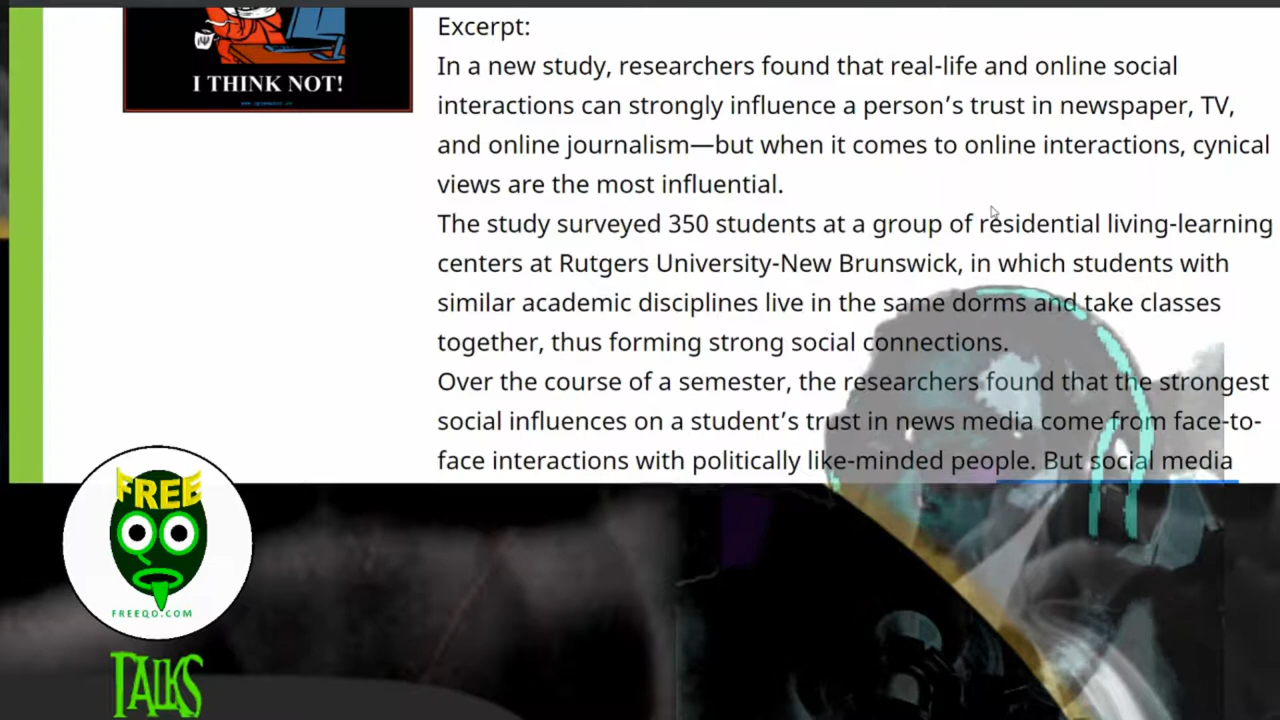 I THINK NOT!
Excerpt:
In a new study, researchers found that real-life and online social
interactions can strongly influence a person’s trust in newspaper, TV,
and online journalism—but when it comes to online interactions, cynical
views are the most influential.
The study surveyed 350 students at a group of residential living-learning
centers at Rutgers University-New Brunswick, in which students with
similar academic disciplines live in the same dorms and take classes
together, thus forming strong social connections.
Over the course of a semester, the researchers found that the strongest
social influences on a student’s trust in news media come from face-to-
face interactions with politically like-minded people. But social media
FREE
FREEQO.COM
TALKS